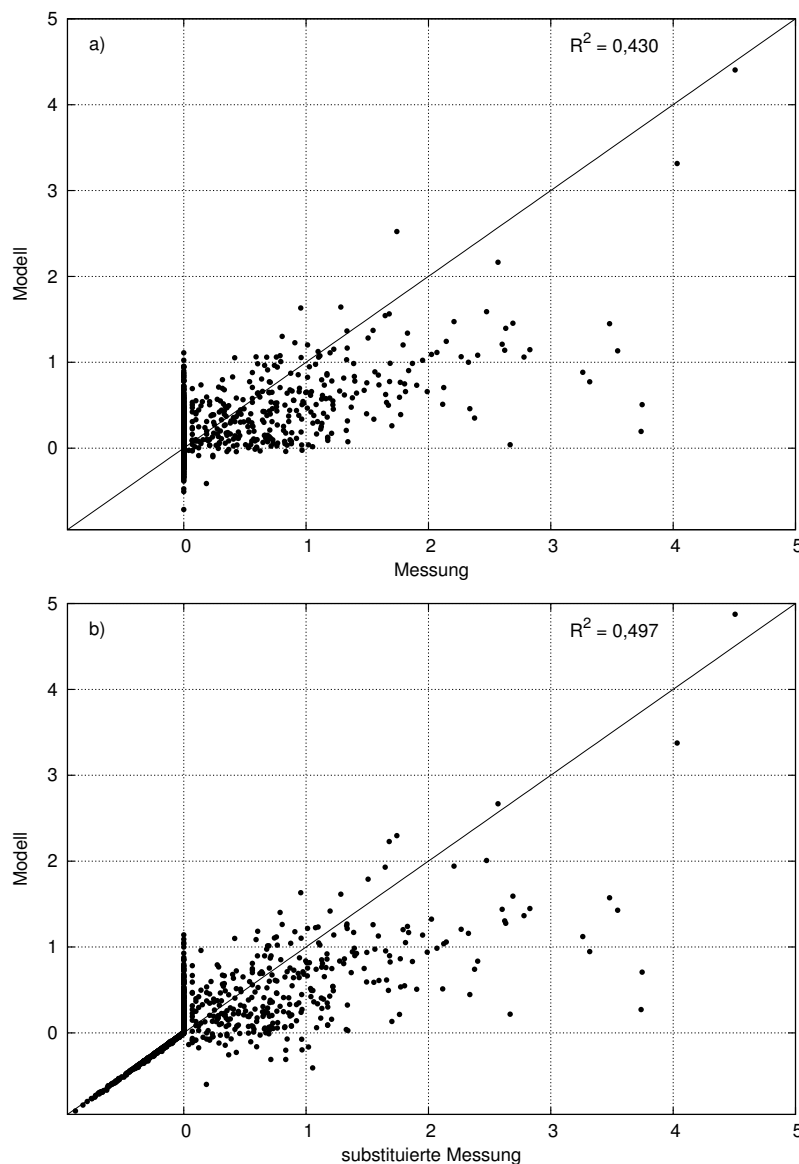 5
a)
R² = 0,430
4
3
Modell
2
1
0
0 1 2 3 4 5
Messung
5
b)
R² = 0,497
4
3
Modell
2
1
0
0 1 2 3 4 5
substituierte Messung